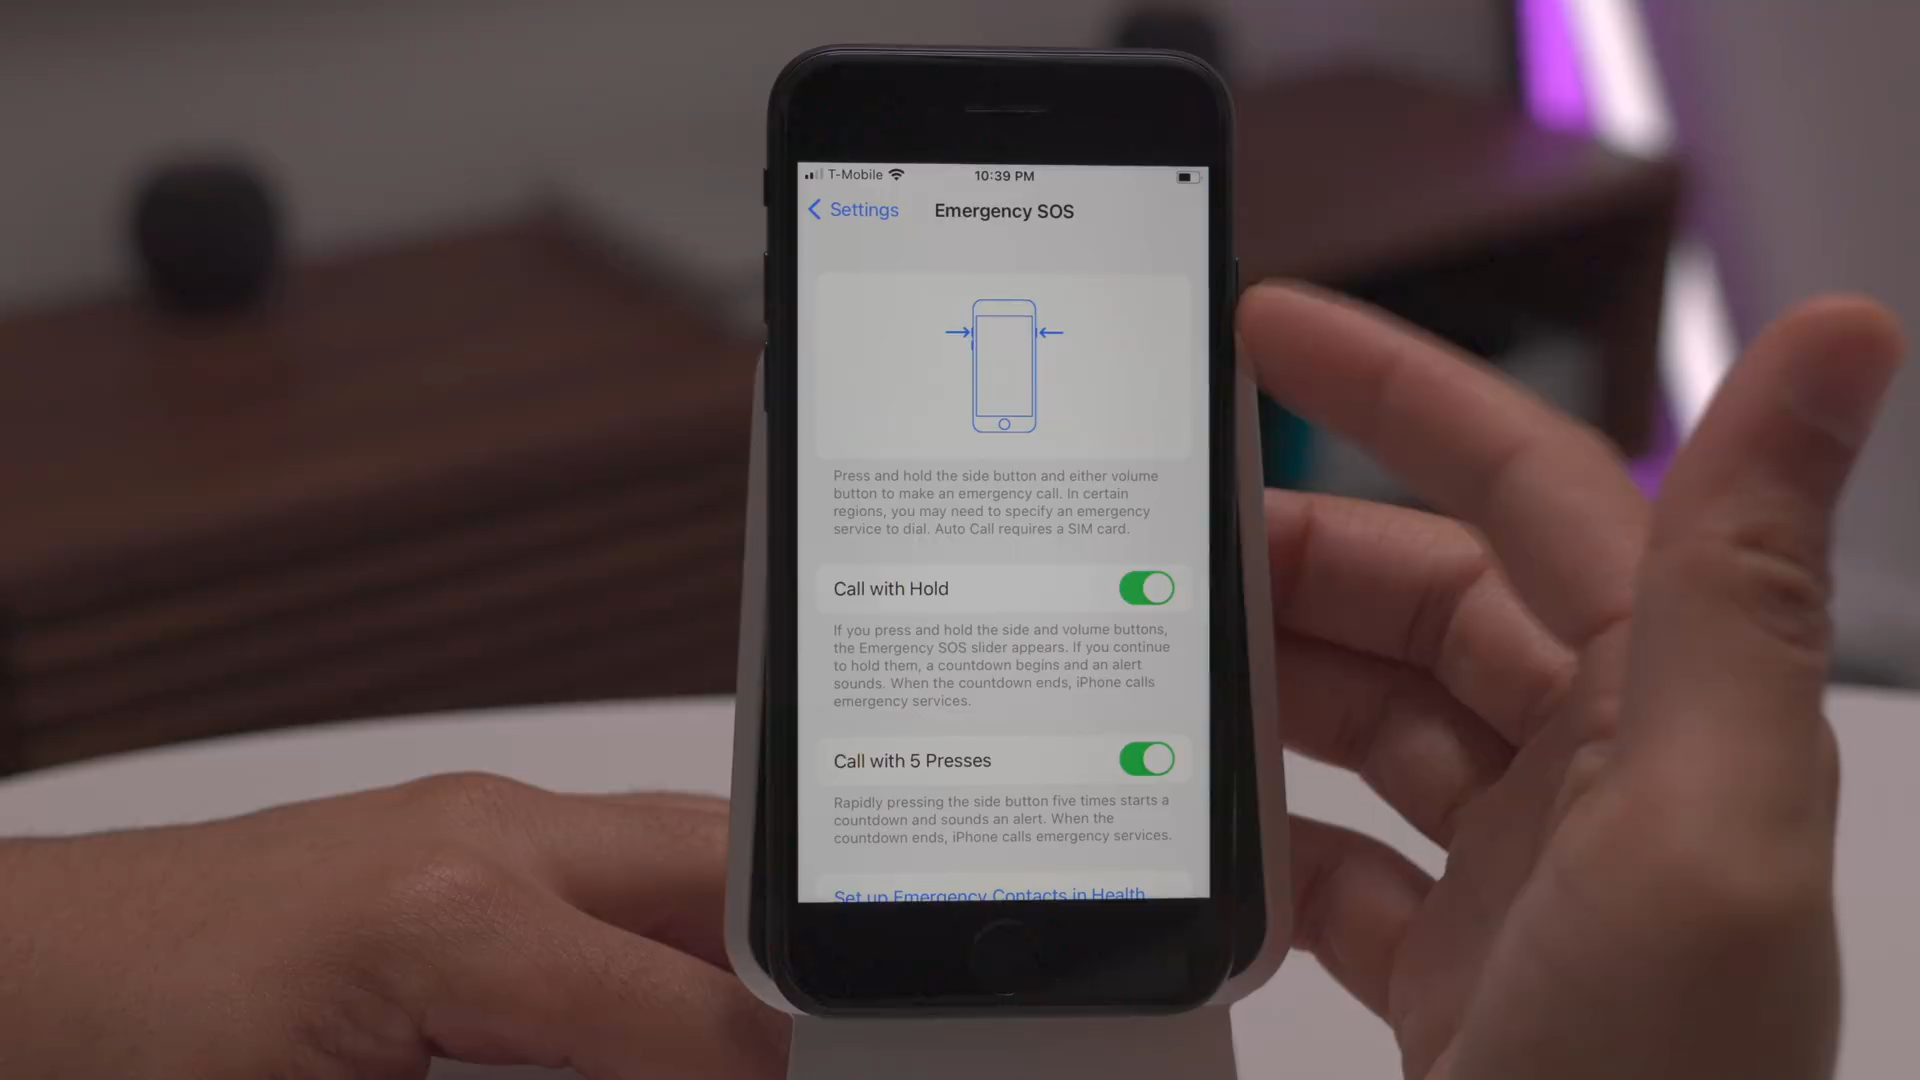 T-Mobile
10:39 PM
Settings
Emergency SOS
Press and hold the side button and either volume
button to make an emergency call. In certain
regions, you may need to specify an emergency
service to dial. Auto Call requires a SIM card.
Call with Hold
If you press and hold the side and volume buttons,
the Emergency SOS slider appears. If you continue
to hold them, a countdown begins and an alert
sounds. When the countdown ends, iPhone calls
emergency services.
Call with 5 Presses
Rapidly pressing the side button five times starts a
countdown and sounds an alert. When the
countdown ends, iPhone calls emergency services.
Set up Emergency Contacts in Health